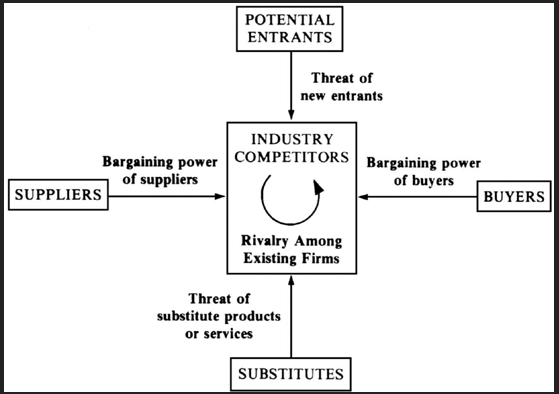 POTENTIAL
ENTRANTS
Threat of
new entrants
INDUSTRY
COMPETITORS
Bargaining power
of suppliers
Bargaining power
of buyers
SUPPLIERS
BUYERS
Rivalry Among
Existing Firms
Threat of
substitute products
or services
SUBSTITUTES